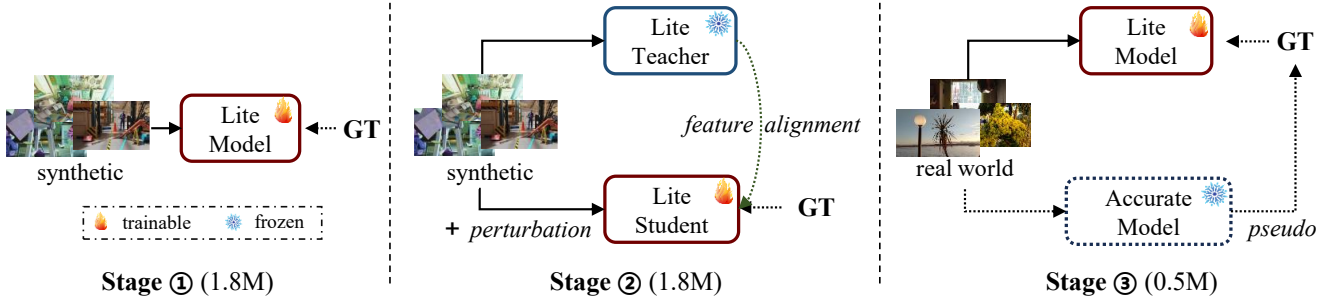 synthetic
Lite
Model
GT
trainable
frozen
Stage ① (1.8M)
Lite
Teacher
feature alignment
synthetic
+ perturbation
Lite
Student
GT
Stage ② (1.8M)
Lite
Model
GT
real world
Accurate
Model
pseudo
Stage ③ (0.5M)